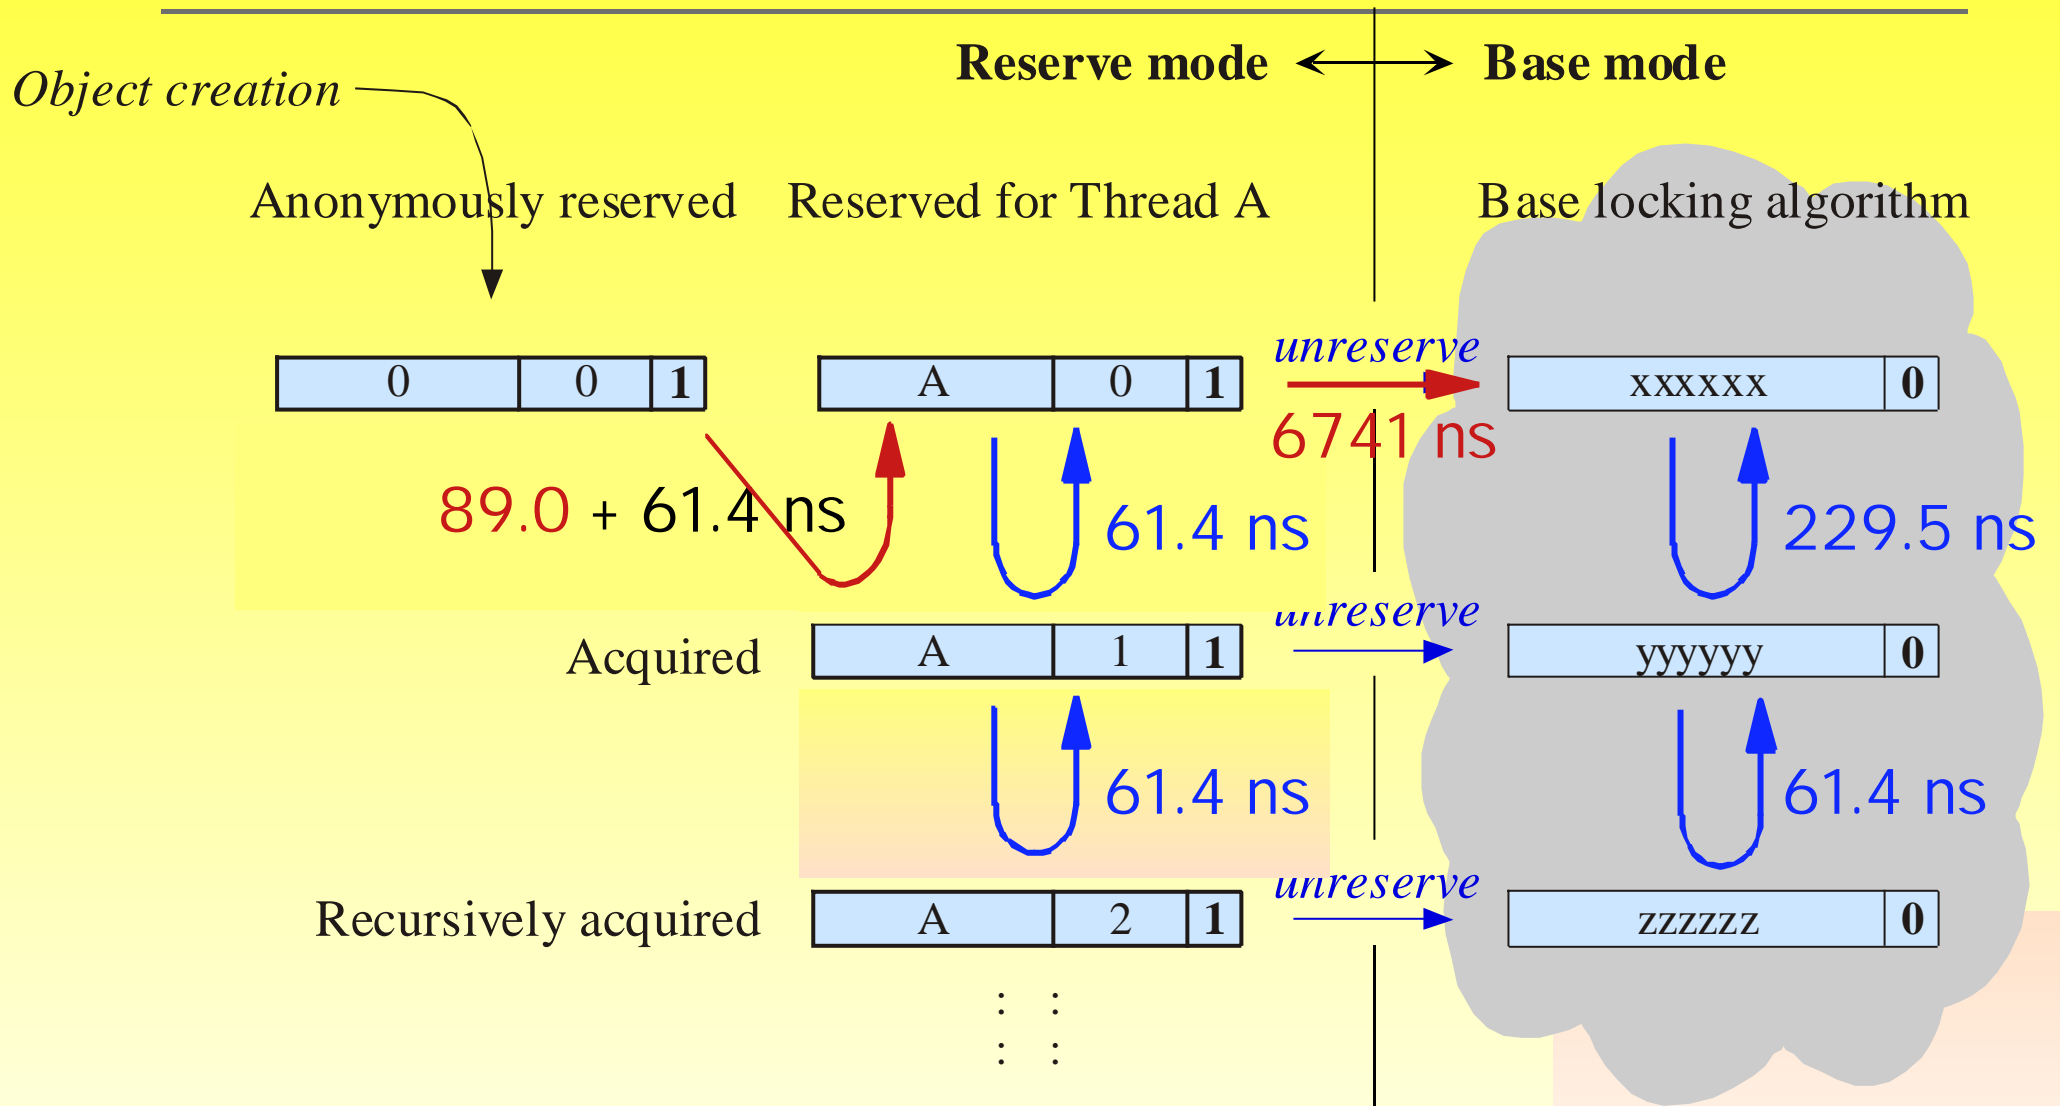 Reserve mode Base mode
Object creation
Anonymously reserved Reserved for Thread A Base locking algorithm
unreserve
0 0 1 A 0 1 xxxxxx 0
6741 ns
89.0 + 61.4 ns 61.4 ns 229.5 ns
unreserve
Acquired A 1 1 yyyyyy 0
61.4 ns 61.4 ns
unreserve
Recursively acquired A 2 1 zzzzzz 0
: :
: :